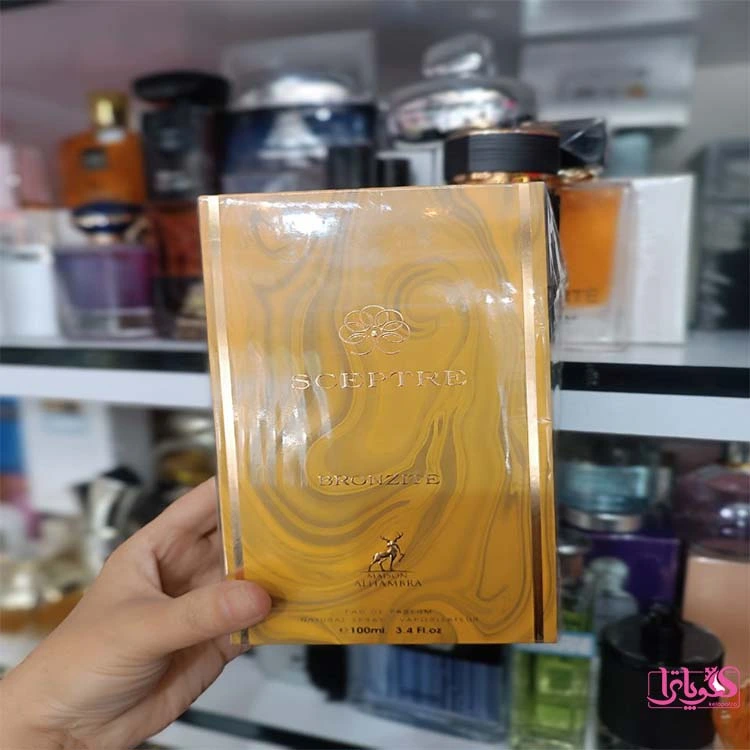 SCEPTRE
BRONZITE
MAISON
ALHAMBRA
EAU DE PARFUM
NATURAL SPRAY / VAPORISATEUR
e100ml. 3.4 Fl.oz